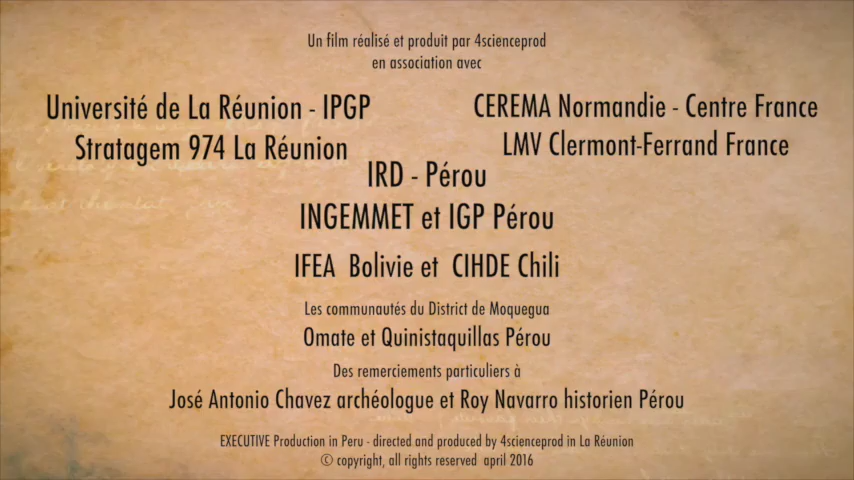 Un film réalisé et produit par 4scienceprod
en association avec
Université de La Réunion - IPGP
Stratagem 974 La Réunion
CEREMA Normandie - Centre France
LMV Clermont-Ferrand France
IRD - Pérou
INGEMMET et IGP Pérou
IFEA Bolivie et CIHDE Chili
Les communautés du District de Moquegua
Omate et Quinistaquillas Pérou
Des remerciements particuliers à
José Antonio Chavez archéologue et Roy Navarro historien Pérou
EXECUTIVE Production in Peru - directed and produced by 4scienceprod in La Réunion
© copyright, all rights reserved april 2016